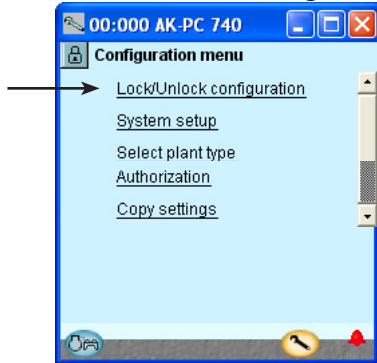 00:000 AK-PC 740
Configuration menu
Lock/Unlock configuration
System setup
Select plant type
Authorization
Copy settings